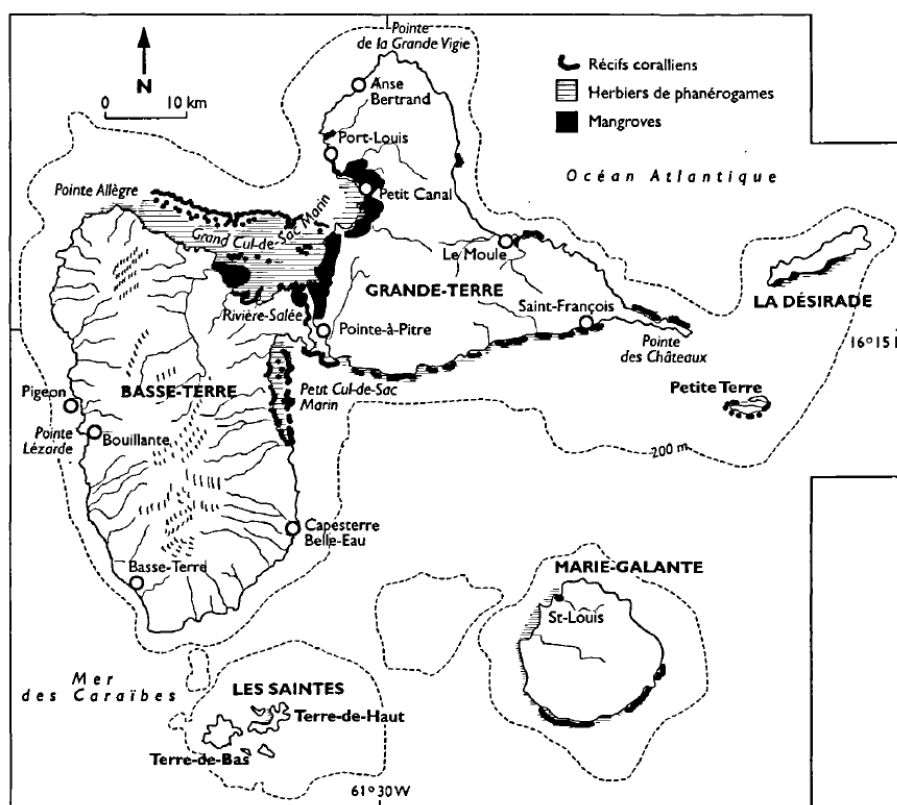 Pointe
de la Grande Vigie
N
0 10 km
Récifs coralliens
Herbiers de phanérogames
Mangroves
Anse
Bertrand
Port-Louis
Petit Canal
Océan Atlantique
Pointe Allègre
Grand Cul-de-Sac Marin
Le Moule
GRANDE-TERRE
LA DÉSIRADE
Rivière-Salée
Saint-François
Pointe-à-Pitre
Pointe
des Châteaux
16°15
Petite Terre
BASSE-TERRE
Petit Cul-de-Sac
Marin
Pigeon
Pointe
Lézarde
Bouillante
200 m
Capesterre
Belle-Eau
Basse-Terre
MARIE-GALANTE
St-Louis
Mer
des Caraïbes
LES SAINTES
Terre-de-Haut
Terre-de-Bas
61°30W